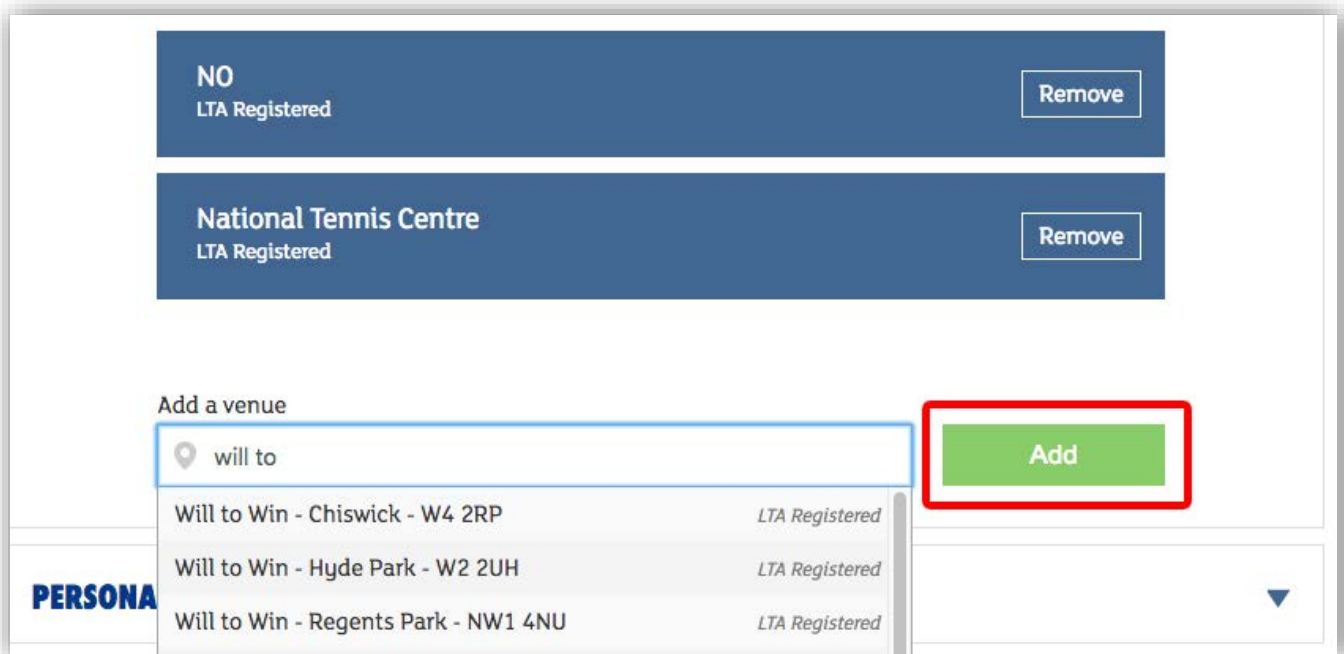 NO
LTA Registered
Remove
National Tennis Centre
LTA Registered
Remove
Add a venue
will to
Add
Will to Win - Chiswick - W4 2RP LTA Registered
Will to Win - Hyde Park - W2 2UH LTA Registered
Will to Win - Regents Park - NW1 4NU LTA Registered
PERSONA